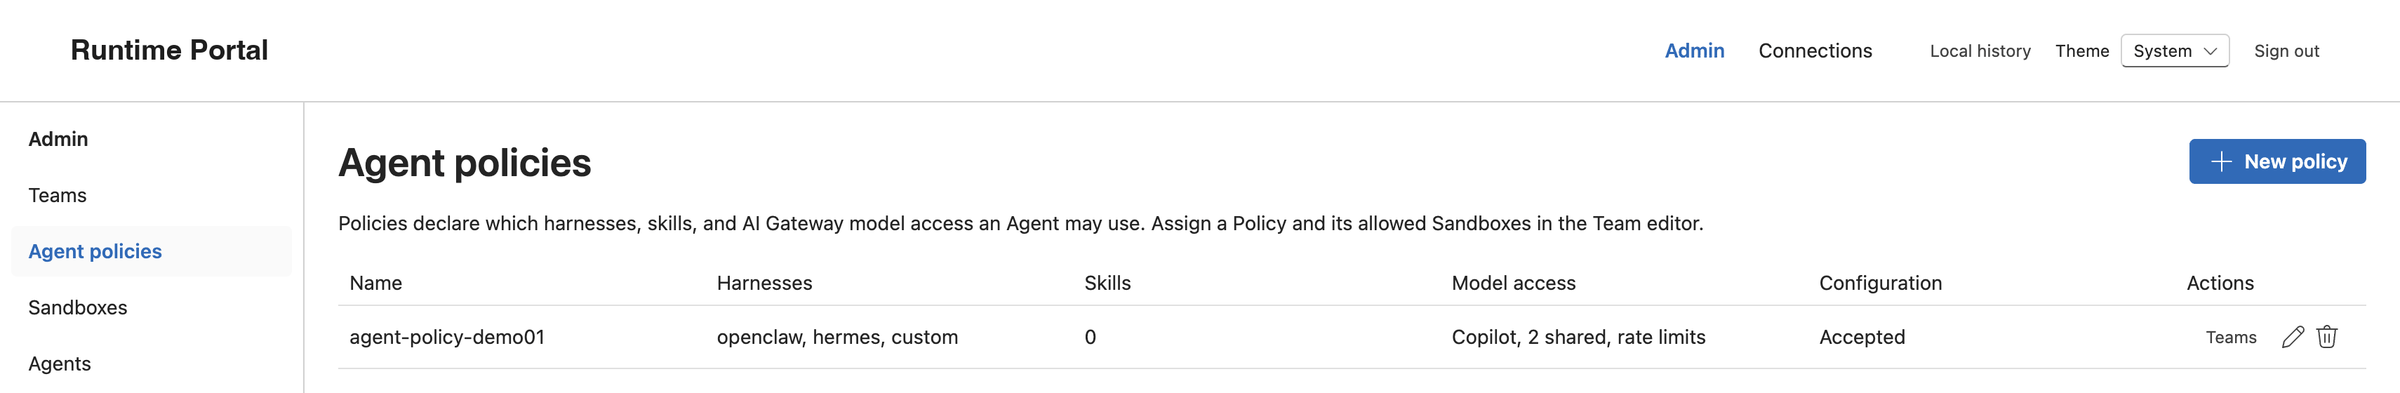 Runtime Portal
Admin Connections Local history Theme System Sign out
Admin
Teams
Agent policies
Sandboxes
Agents
Agent policies
New policy
Policies declare which harnesses, skills, and AI Gateway model access an Agent may use. Assign a Policy and its allowed Sandboxes in the Team editor.
Name Harnesses Skills Model access Configuration Actions
agent-policy-demo01 openclaw, hermes, custom 0 Copilot, 2 shared, rate limits Accepted Teams